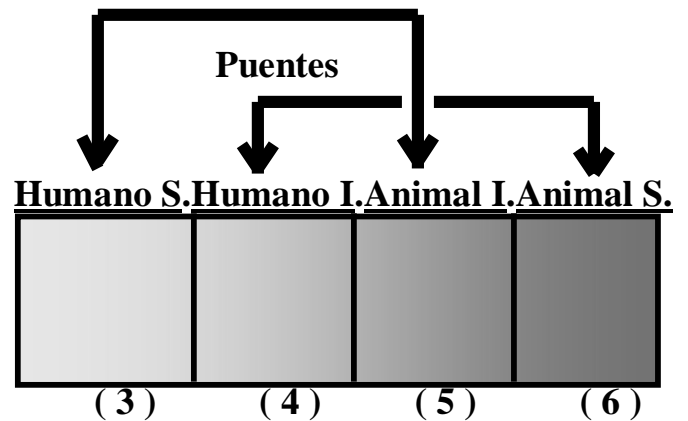 Puentes
Humano S. Humano I. Animal I. Animal S.
( 3 ) ( 4 ) ( 5 ) ( 6 )